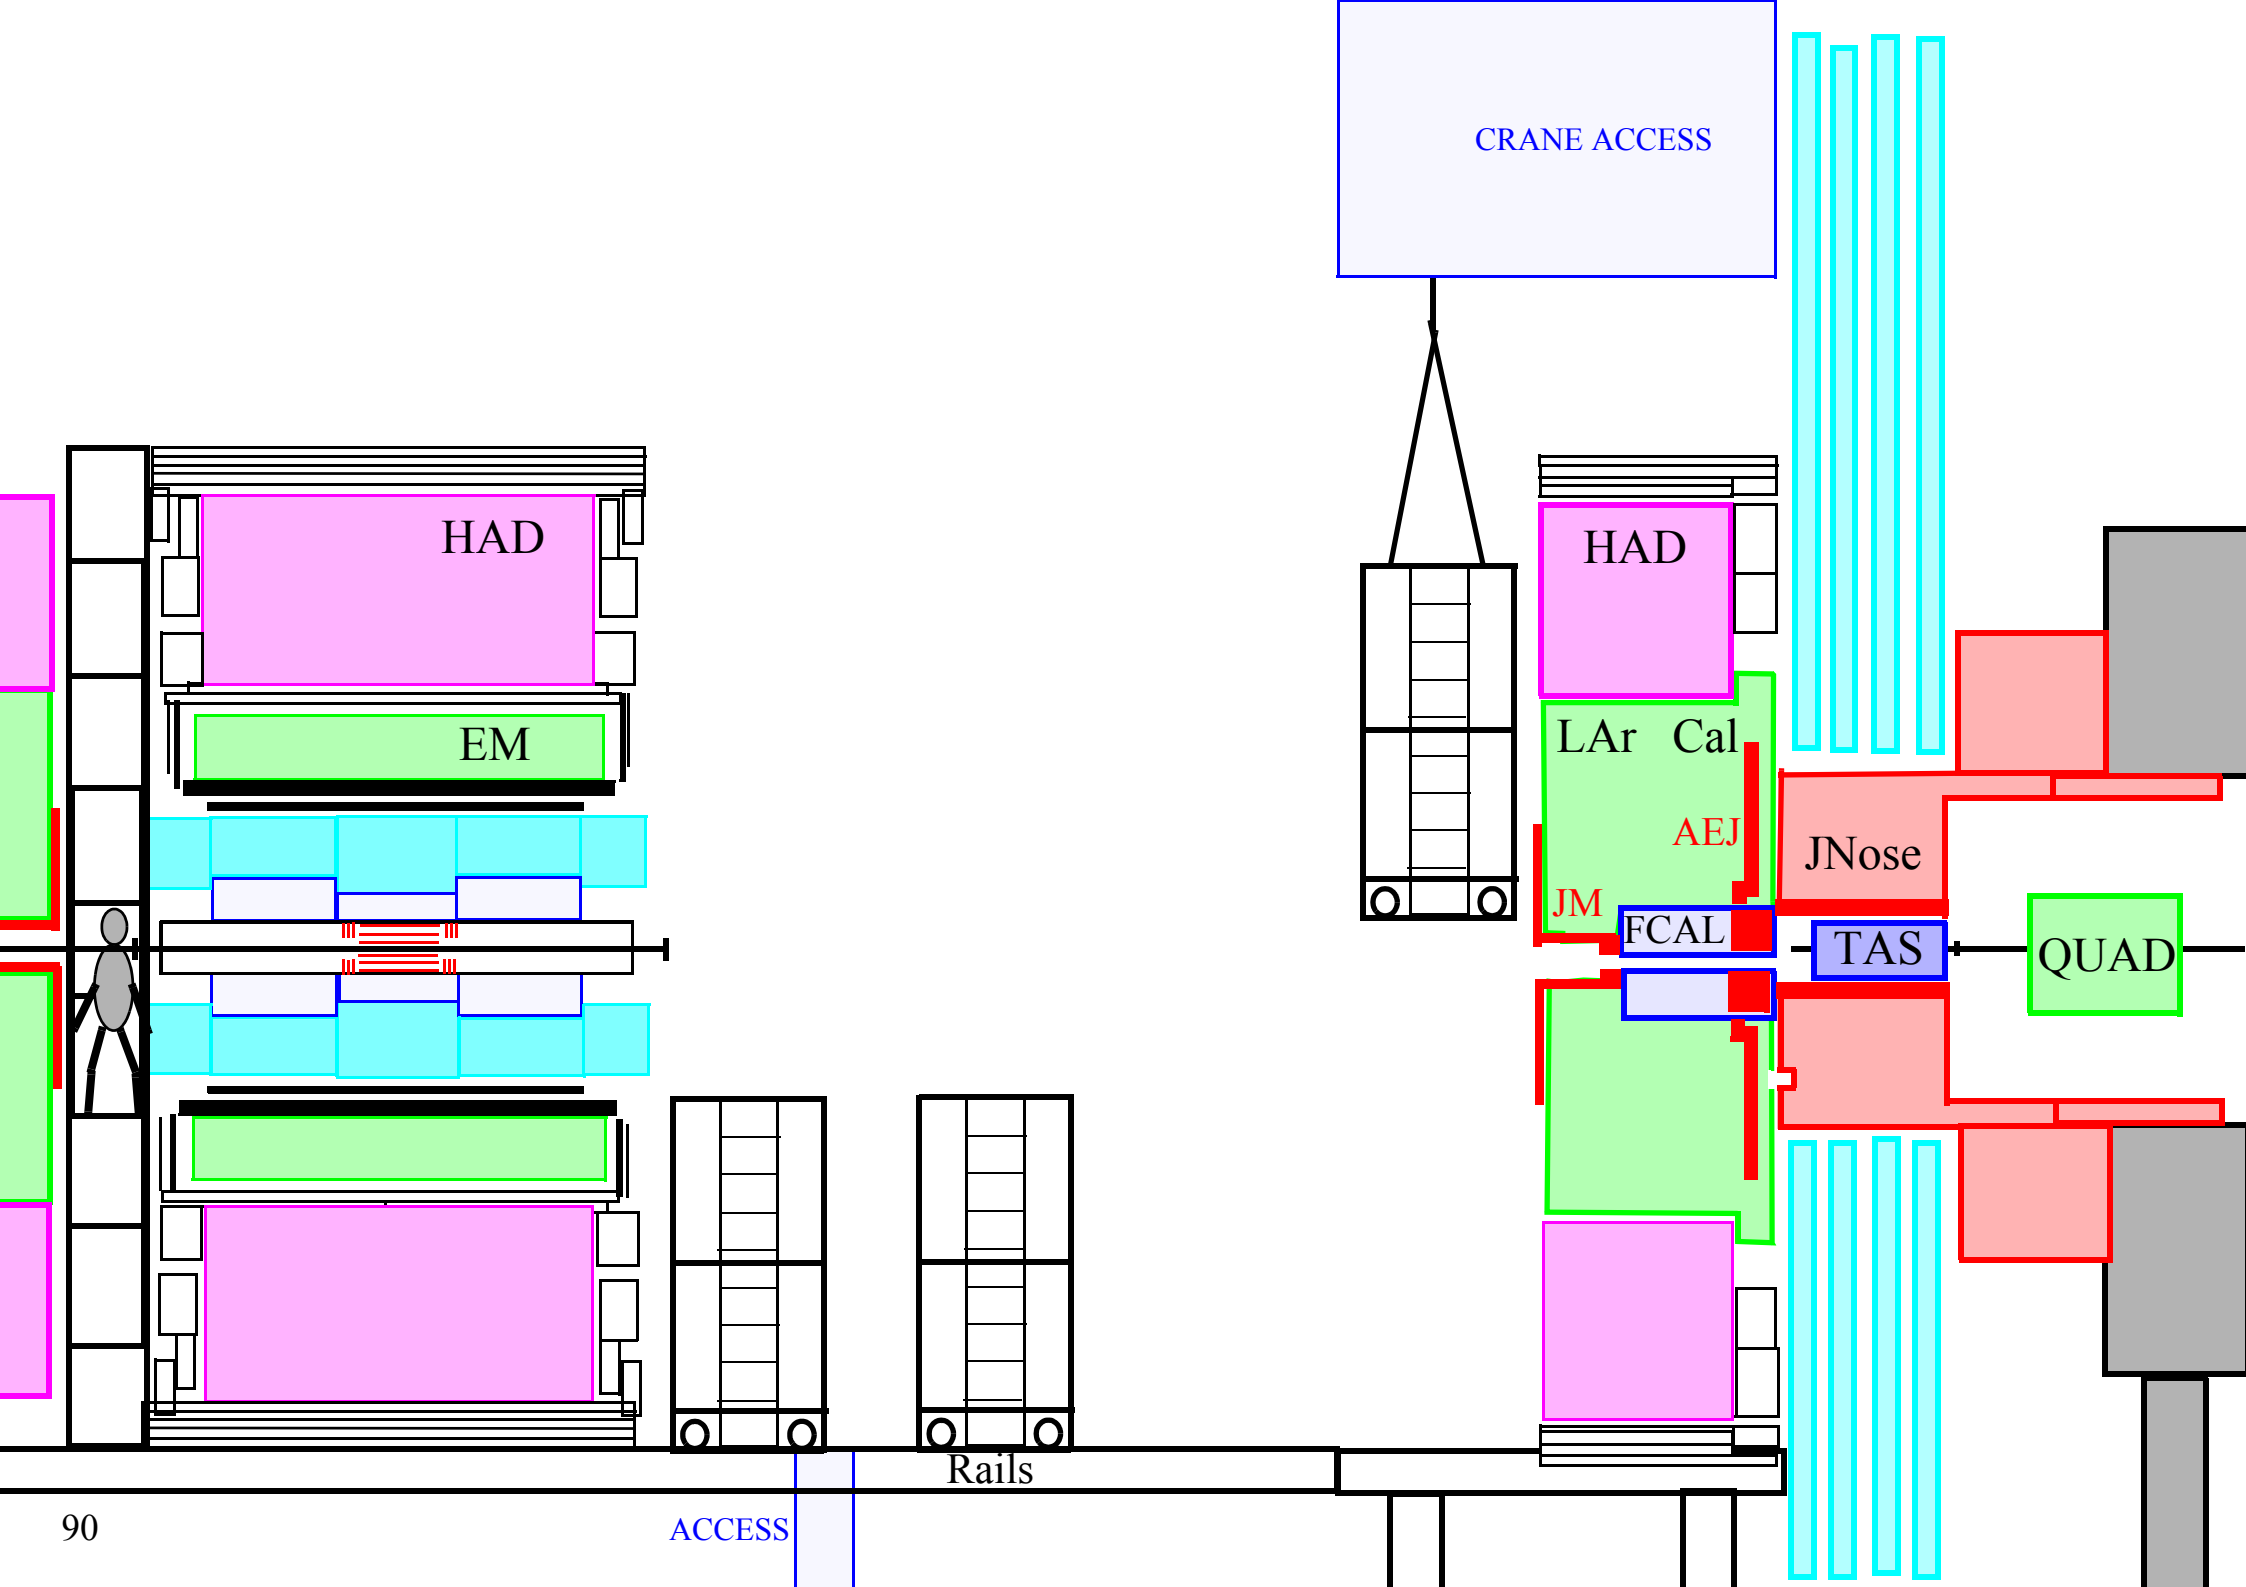 CRANE ACCESS
HAD
HAD
EM
LAr Cal
AEJ
JNose
JM
FCAL
TAS
QUAD
Rails
90
ACCESS